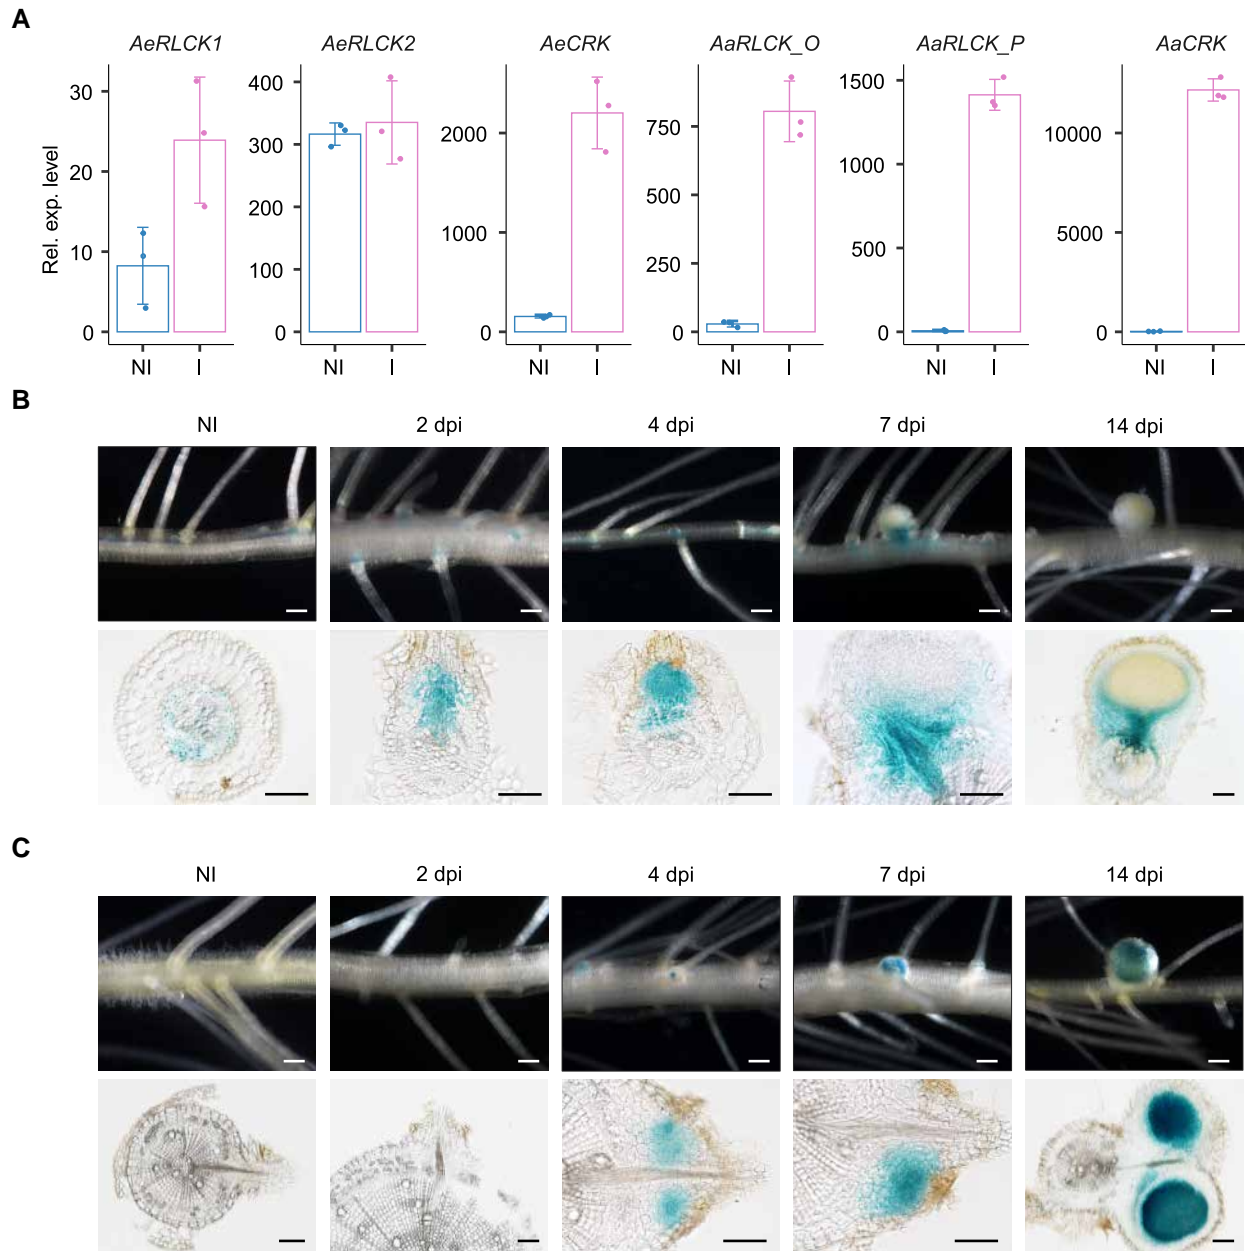 A
AeRLCK1 AeRLCK2 AeCRK AaRLCK_O AaRLCK_P AaCRK
Rel. exp. level
30
20
10
0
NI I
400
300
200
100
0
NI I
2000
1000
0
NI I
750
500
250
0
NI I
1500
1000
500
0
NI I
10000
5000
0
NI I
B
NI 2 dpi 4 dpi 7 dpi 14 dpi
C
NI 2 dpi 4 dpi 7 dpi 14 dpi